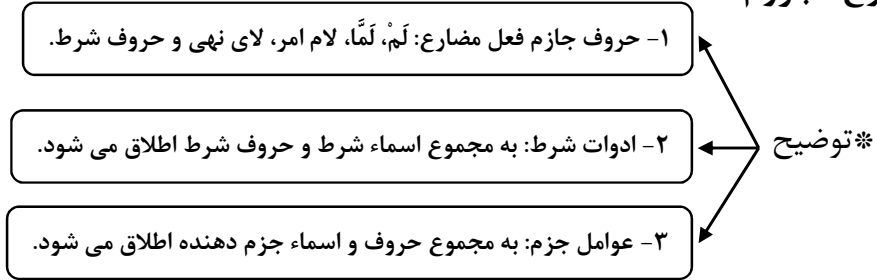 ۱- حروف جازم فعل مضارع: لَمْ، لَمَّا، لام امر، لای نهی و حروف شرط.
*توضیح
۲- ادوات شرط: به مجموع اسماء شرط و حروف شرط اطلاق می شود.
۳- عوامل جزم: به مجموع حروف و اسماء جزم دهنده اطلاق می شود.